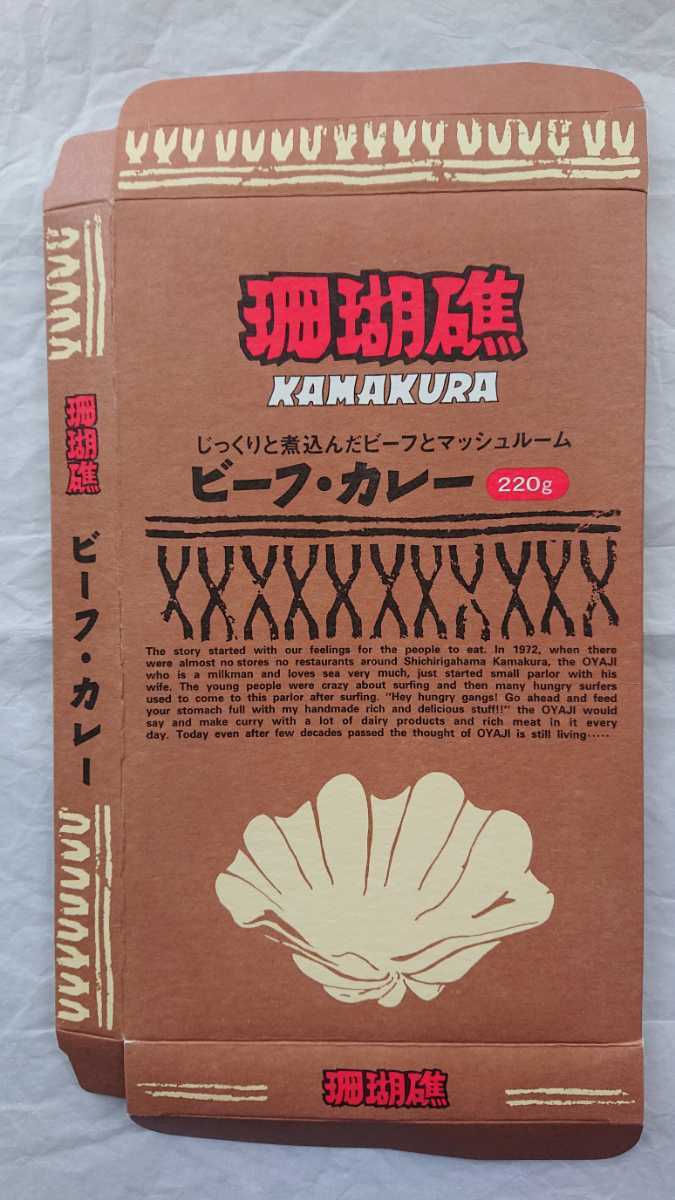 珊瑚礁
KAMAKURA
じっくりと煮込んだビーフとマッシュルーム
ビーフ・カレー 220g
The story started with our feelings for the people to eat. In 1972, when there
were almost no stores no restaurants around Shichirigahama Kamakura, the OYAJI
who is a milkman and loves sea very much, just started small parlor with his
wife. The young people were crazy about surfing and then many hungry surfers
used to come to this parlor after surfing. "Hey hungry gangs! Go ahead and feed
your stomach full with my handmade rich and delicious stuff!!" the OYAJI would
say and make curry with a lot of dairy products and rich meat in it every
day. Today even after few decades passed the thought of OYAJI is still living‥‥‥
珊瑚礁
珊瑚礁
ビーフ・カレー